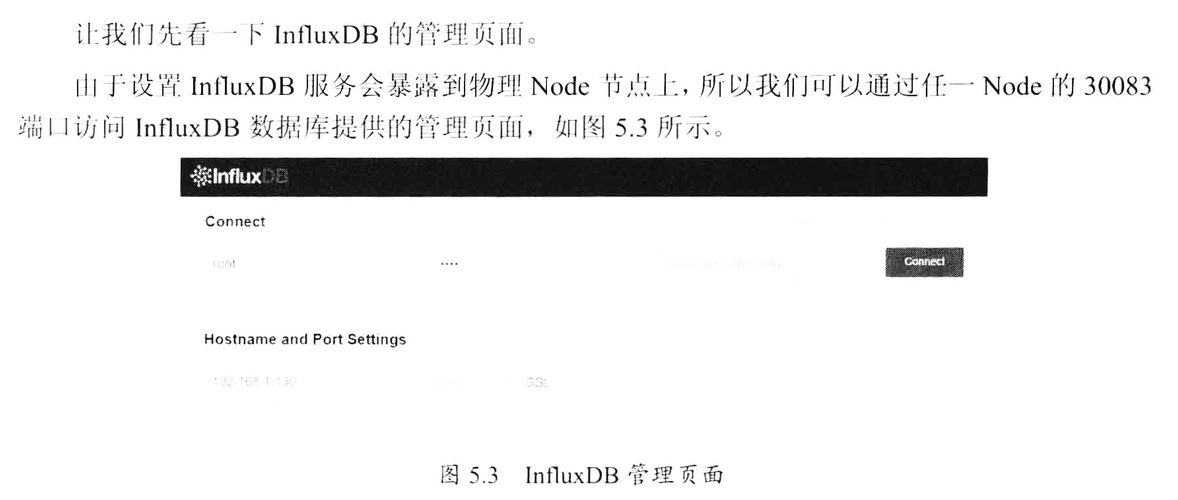 让我们先看一下 InfluxDB 的管理页面。
由于设置 InfluxDB 服务会暴露到物理 Node 节点上，所以我们可以通过任一 Node 的 30083
端口访问 InfluxDB 数据库提供的管理页面，如图 5.3 所示。
InfluxDB
Connect
root •••• Connect
Hostname and Port Settings
192.168.1.130 SSL
图 5.3 InfluxDB 管理页面